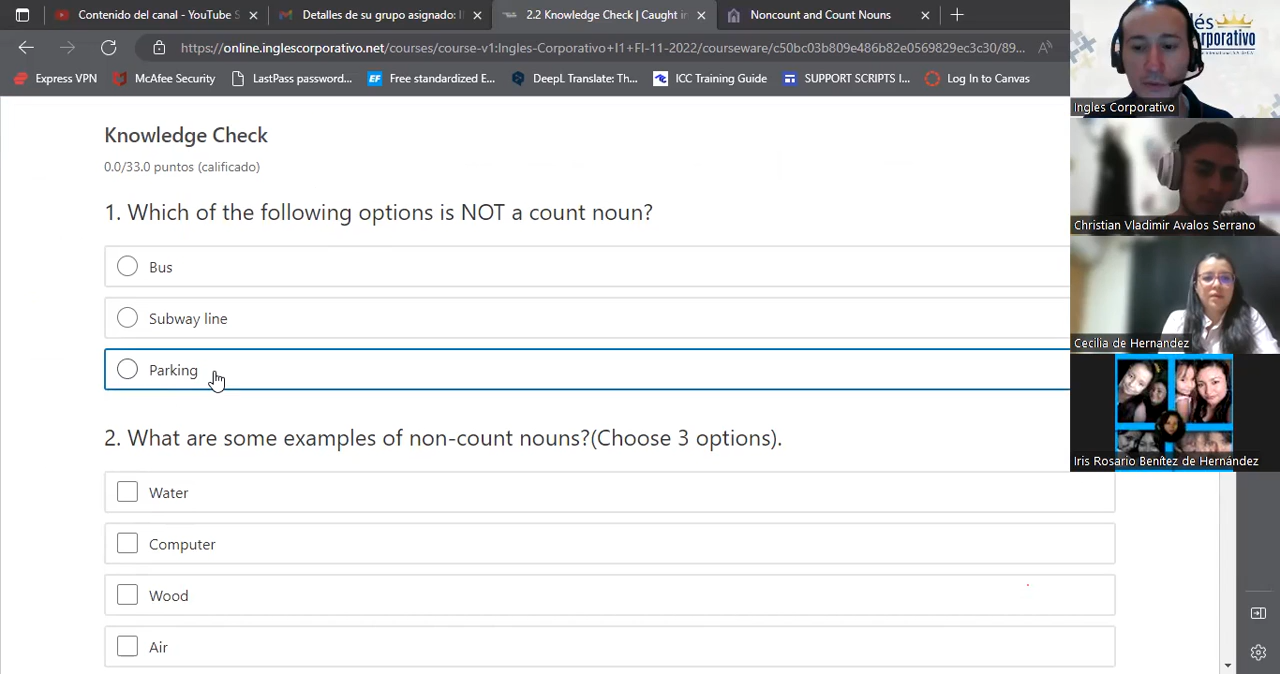 Contenido del canal - YouTube S
Detalles de su grupo asignado: I
2.2 Knowledge Check | Caught in
Noncount and Count Nouns
https://online.inglescorporativo.net/courses/course-v1:Ingles-Corporativo+I1+FI-11-2022/courseware/c50bc03b809e486b82e0569829ec3c30/89...
Express VPN
McAfee Security
LastPass password...
Free standardized E...
DeepL Translate: Th...
ICC Training Guide
SUPPORT SCRIPTS I...
Log In to Canvas
Knowledge Check
0.0/33.0 puntos (calificado)
1. Which of the following options is NOT a count noun?
Bus
Subway line
Parking
2. What are some examples of non-count nouns?(Choose 3 options).
Water
Computer
Wood
Air
Ingles Corporativo
Christian Vladimir Avalos Serrano
Cecilia de Hernandez
Iris Rosario Benítez de Hernández